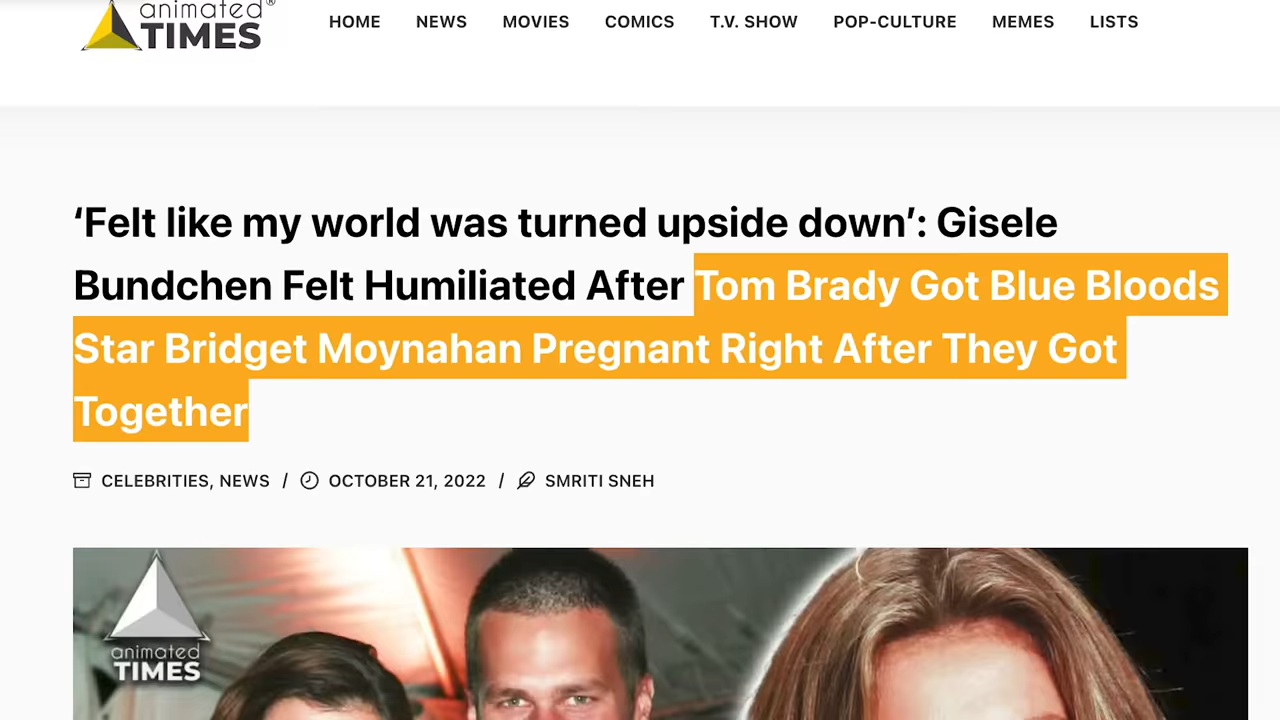 animated®
TIMES
HOME NEWS MOVIES COMICS T.V. SHOW POP-CULTURE MEMES LISTS
‘Felt like my world was turned upside down’: Gisele
Bundchen Felt Humiliated After Tom Brady Got Blue Bloods
Star Bridget Moynahan Pregnant Right After They Got
Together
CELEBRITIES, NEWS / OCTOBER 21, 2022 / SMRITI SNEH
animated
TIMES